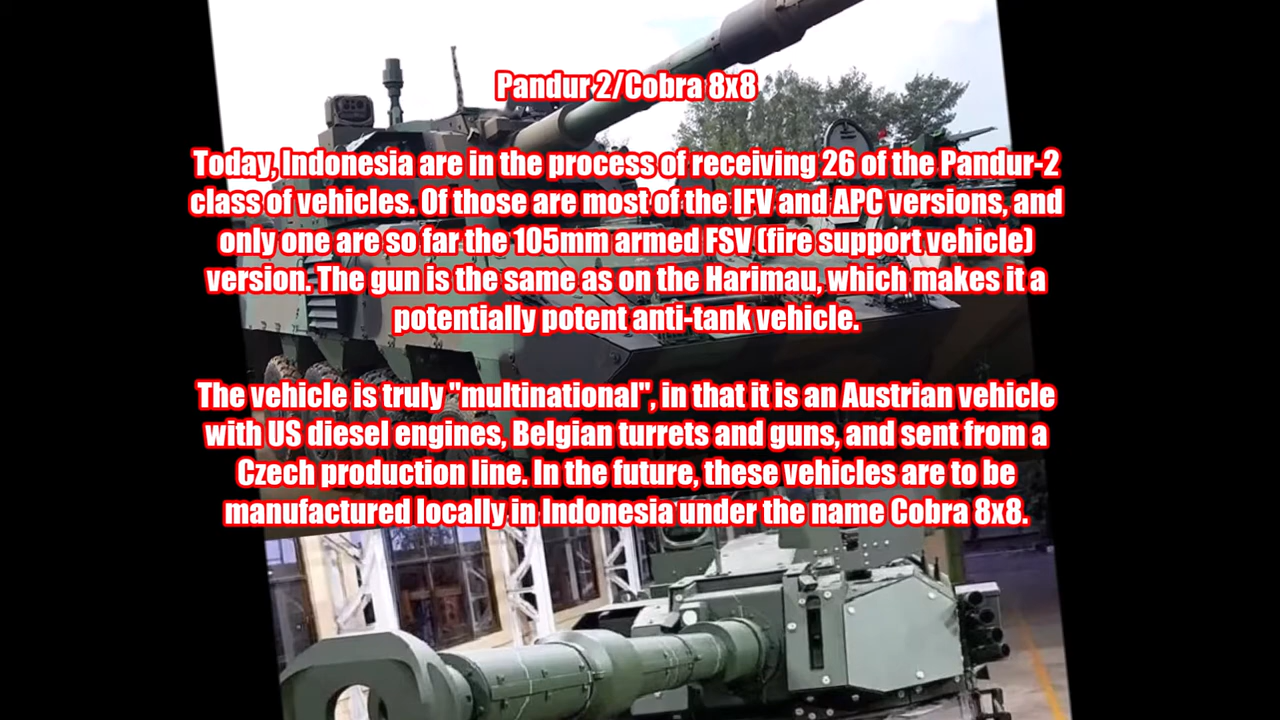 Pandur 2/Cobra 8x8
Today, Indonesia are in the process of receiving 26 of the Pandur-2
class of vehicles. Of those are most of the IFV and APC versions, and
only one are so far the 105mm armed FSV (fire support vehicle)
version. The gun is the same as on the Harimau, which makes it a
potentially potent anti-tank vehicle.
The vehicle is truly "multinational", in that it is an Austrian vehicle
with US diesel engines, Belgian turrets and guns, and sent from a
Czech production line. In the future, these vehicles are to be
manufactured locally in Indonesia under the name Cobra 8x8.